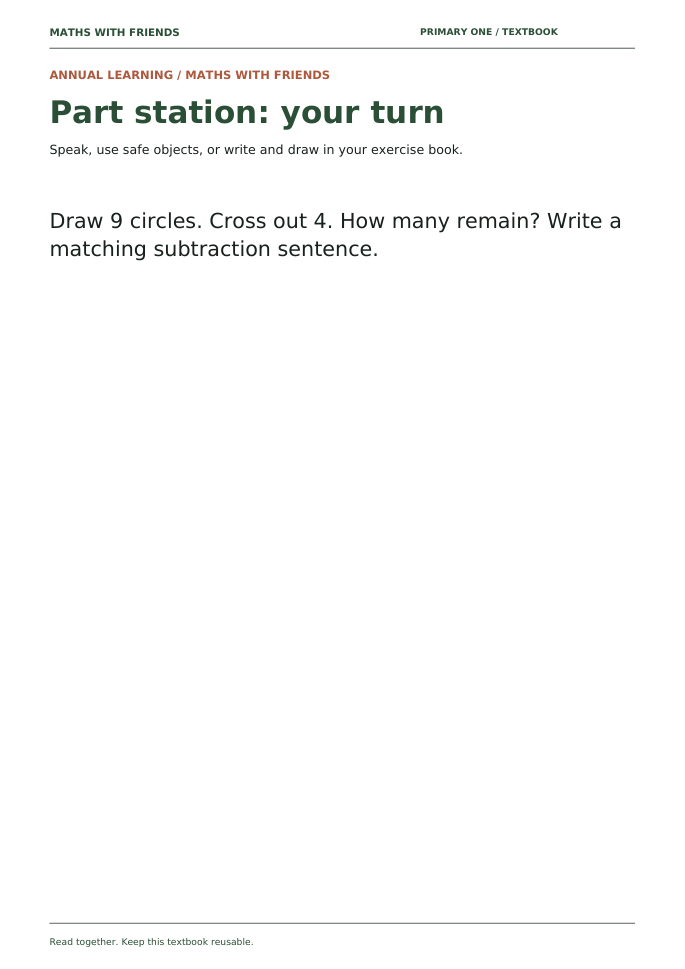 MATHS WITH FRIENDS
PRIMARY ONE / TEXTBOOK
ANNUAL LEARNING / MATHS WITH FRIENDS
Part station: your turn
Speak, use safe objects, or write and draw in your exercise book.
Draw 9 circles. Cross out 4. How many remain? Write a
matching subtraction sentence.
Read together. Keep this textbook reusable.